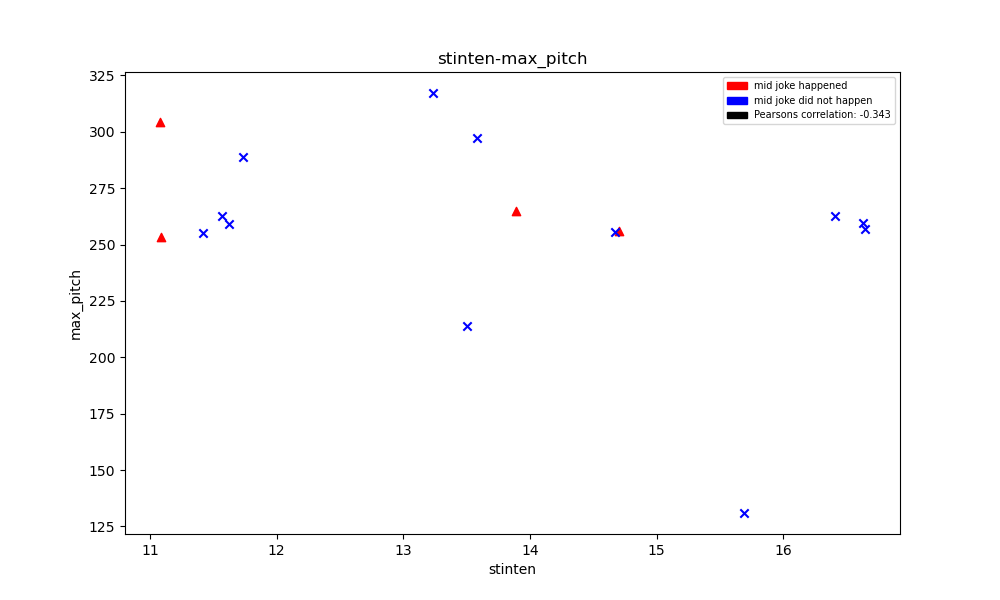 stinten-max_pitch
mid joke happened
mid joke did not happen
Pearsons correlation: -0.343
325
300
275
250
225
200
175
150
125
max_pitch
11 12 13 14 15 16
stinten